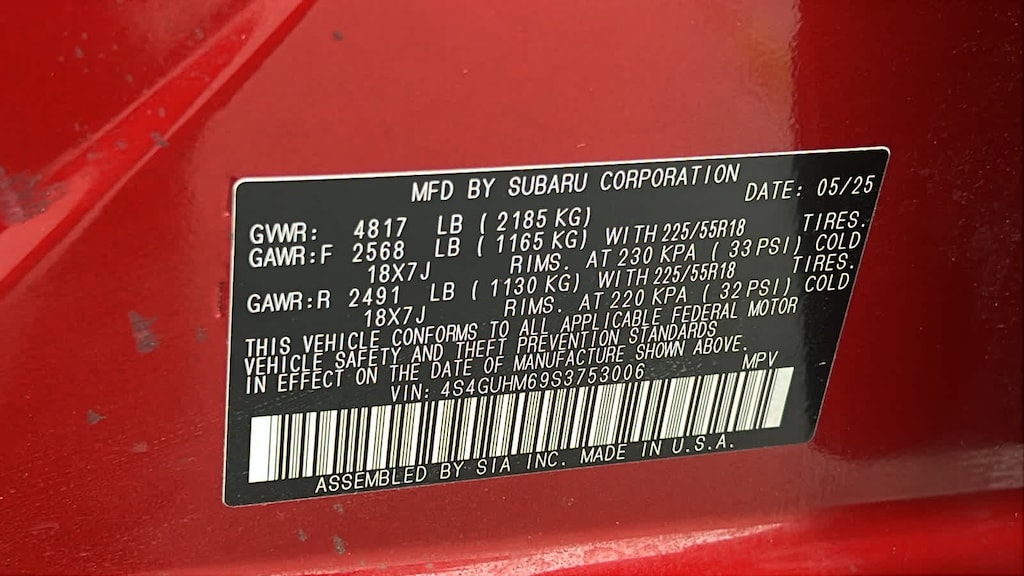 MFD BY SUBARU CORPORATION DATE: 05/25
GVWR: 4817 LB (2185 KG)
GAWR:F 2568 LB (1165 KG) WITH 225/55R18 TIRES.
18X7J RIMS. AT 230 KPA (33 PSI) COLD
GAWR:R 2491 LB (1130 KG) WITH 225/55R18 TIRES.
18X7J RIMS. AT 220 KPA (32 PSI) COLD
THIS VEHICLE CONFORMS TO ALL APPLICABLE FEDERAL MOTOR
VEHICLE SAFETY AND THEFT PREVENTION STANDARDS
IN EFFECT ON THE DATE OF MANUFACTURE SHOWN ABOVE.
VIN: 4S4GUHM69S3753006 MPV
ASSEMBLED BY SIA INC. MADE IN U.S.A.